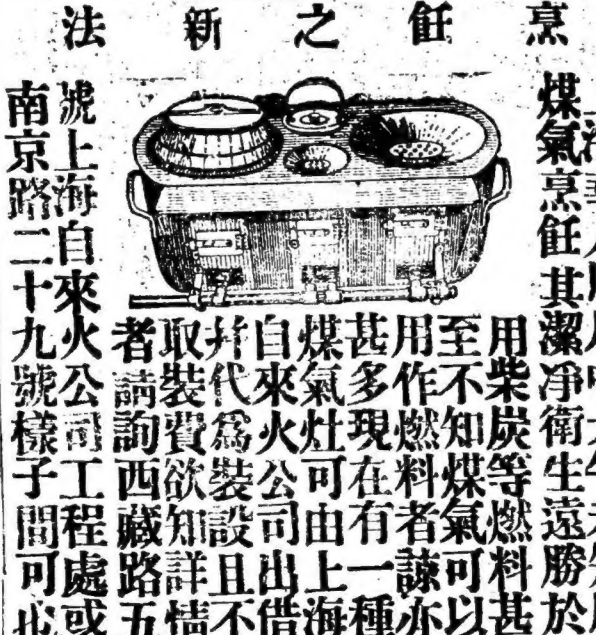 烹飪之新法
煤氣烹飪其潔凈衛生遠勝於
用柴炭等燃料甚
至不知煤氣可以
用作燃料者諒亦
甚多現在有一種
煤氣灶可由上海
自來火公司出借
幷代爲裝設且不
取裝費欲知詳情
者請詢西藏路五
號上海自來火公司工程處或
南京路二十九號樣子間可也